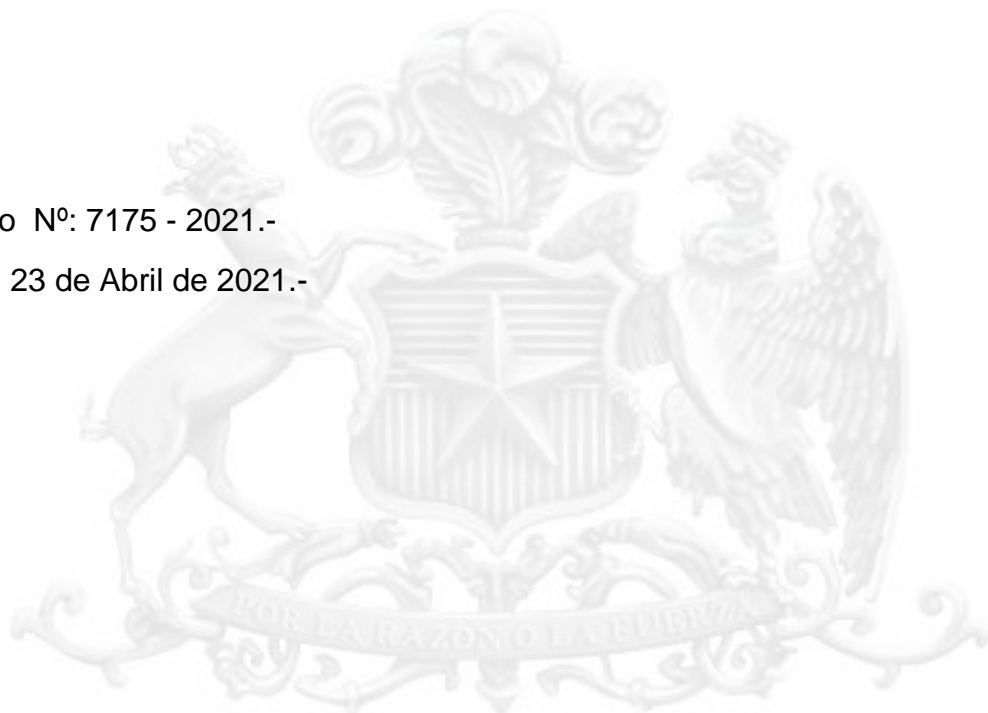 o Nº: 7175 - 2021.-
23 de Abril de 2021.-
POR LA RAZON O LA FUERZA